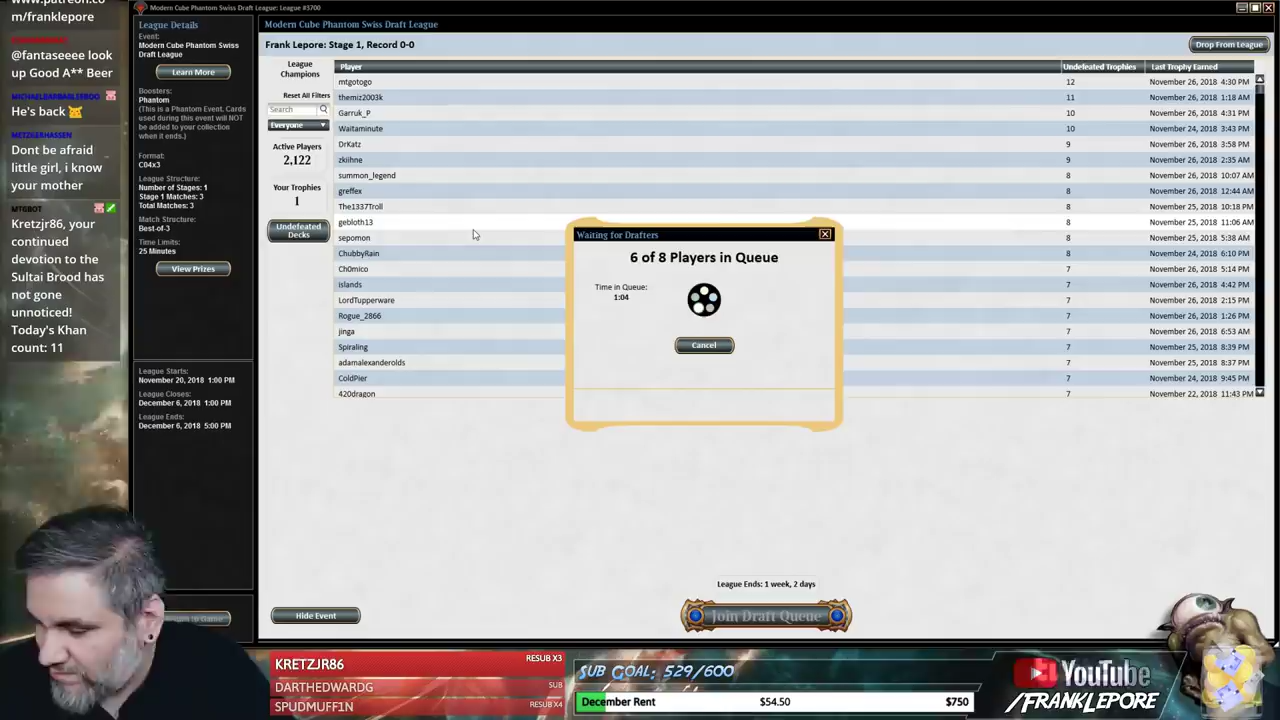 www.patreon.co
m/franklepore
@fantaseeee look
up Good A** Beer
He's back
METZGERHASSEN
Dont be afraid
little girl, i know
your mother
MTGBOT
Kretzjr86, your
continued
devotion to the
Sultai Brood has
not gone
unnoticed!
Today's Khan
count: 11
Modern Cube Phantom Swiss Draft League: League #3700
League Details
Event:
Modern Cube Phantom Swiss
Draft League
Learn More
Boosters:
Phantom
(This is a Phantom Event. Cards
used during this event will NOT
be added to your collection
when it ends.)
Format:
C04x3
League Structure:
Number of Stages: 1
Stage 1 Matches: 3
Total Matches: 3
Match Structure:
Best-of-3
Time Limits:
25 Minutes
View Prizes
League Starts:
November 20, 2018 1:00 PM
League Closes:
December 6, 2018 1:00 PM
League Ends:
December 6, 2018 5:00 PM
Modern Cube Phantom Swiss Draft League
Frank Lepore: Stage 1, Record 0-0
Drop From League
League
Champions
Reset All Filters
Search
Everyone
Active Players
2,122
Your Trophies
1
Undefeated
Decks
Player Undefeated Trophies Last Trophy Earned
mtgotogo 12 November 26, 2018 4:30 PM
themiz2003k 11 November 26, 2018 1:18 AM
Garruk_P 10 November 26, 2018 4:31 PM
Waltaminute 10 November 24, 2018 3:43 PM
DrKatz 9 November 26, 2018 3:58 PM
zkiihne 9 November 26, 2018 2:35 AM
summon_legend 8 November 26, 2018 10:07 AM
greffex 8 November 26, 2018 12:44 AM
The1337Troll 8 November 25, 2018 10:18 PM
gebloth13 8 November 25, 2018 11:06 AM
sepomon 8 November 25, 2018 5:38 AM
ChubbyRain 8 November 24, 2018 6:10 PM
Ch0mico 7 November 26, 2018 5:14 PM
islands 7 November 26, 2018 4:42 PM
LordTupperware 7 November 26, 2018 2:15 PM
Rogue_2866 7 November 26, 2018 1:26 PM
jinga 7 November 26, 2018 6:53 AM
Spiraling 7 November 25, 2018 8:39 PM
adamalexanderolds 7 November 25, 2018 8:37 PM
ColdPier 7 November 24, 2018 9:45 PM
420dragon 7 November 22, 2018 11:43 PM
Waiting for Drafters
6 of 8 Players in Queue
Time in Queue:
1:04
Cancel
League Ends: 1 week, 2 days
Hide Event
Join Draft Queue
KRETZJR86 RESUB X3
DARTHEDWARDG SUB
SPUDMUFF1N RESUB X4
SUB GOAL: 529/600
December Rent $54.50 $750
YouTube
/FRANKLEPORE